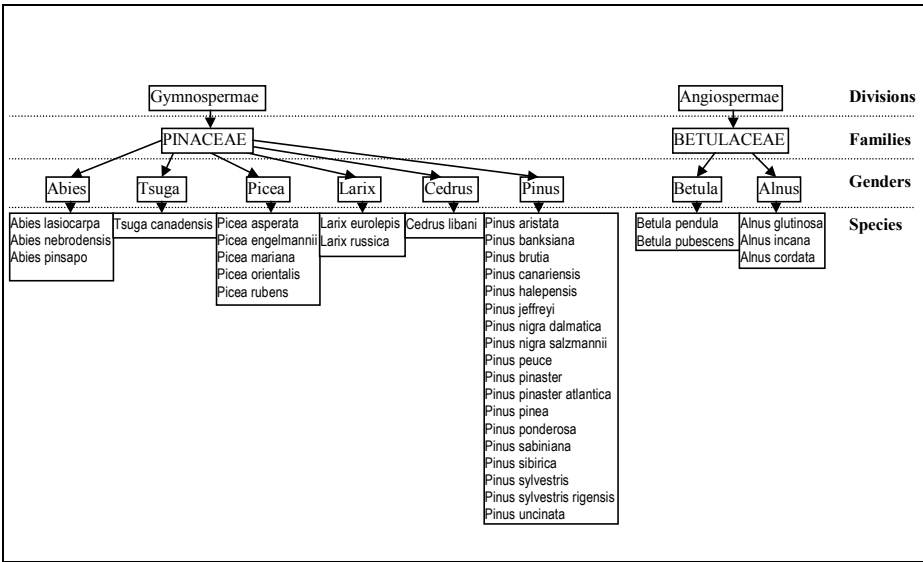 Gymnospermae Angiospermae Divisions
PINACEAE BETULACEAE Families
Abies Tsuga Picea Larix Cedrus Pinus Betula Alnus Genders
Species
Abies lasiocarpa
Abies nebrodensis
Abies pinsapo
Tsuga canadensis
Picea asperata
Picea engelmannii
Picea mariana
Picea orientalis
Picea rubens
Larix eurolepis
Larix russica
Cedrus libani
Pinus aristata
Pinus banksiana
Pinus brutia
Pinus canariensis
Pinus halepensis
Pinus jeffreyi
Pinus nigra dalmatica
Pinus nigra salzmannii
Pinus peuce
Pinus pinaster
Pinus pinaster atlantica
Pinus pinea
Pinus ponderosa
Pinus sabiniana
Pinus sibirica
Pinus sylvestris
Pinus sylvestris rigensis
Pinus uncinata
Betula pendula
Betula pubescens
Alnus glutinosa
Alnus incana
Alnus cordata